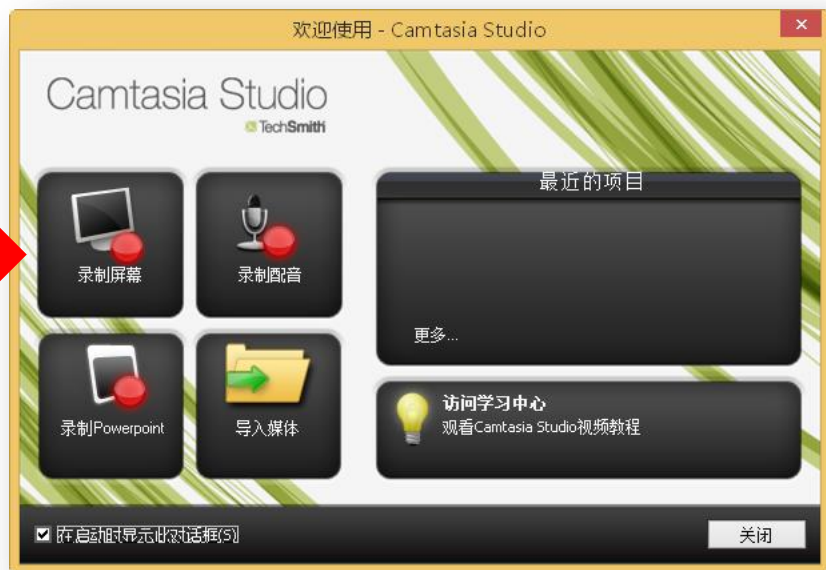 欢迎使用 - Camtasia Studio
Camtasia Studio
TechSmith
最近的项目
录制屏幕
录制配音
更多...
录制Powerpoint
导入媒体
访问学习中心
观看Camtasia Studio视频教程
在启动时显示此对话框(S)
关闭